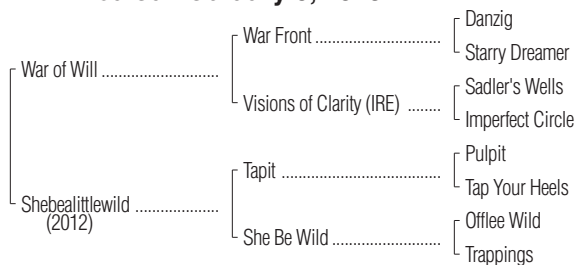 Danzig
War Front
Starry Dreamer
War of Will
Sadler's Wells
Visions of Clarity (IRE)
Imperfect Circle
Pulpit
Tapit
Tap Your Heels
Shebealittlewild
(2012)
Offlee Wild
She Be Wild
Trappings